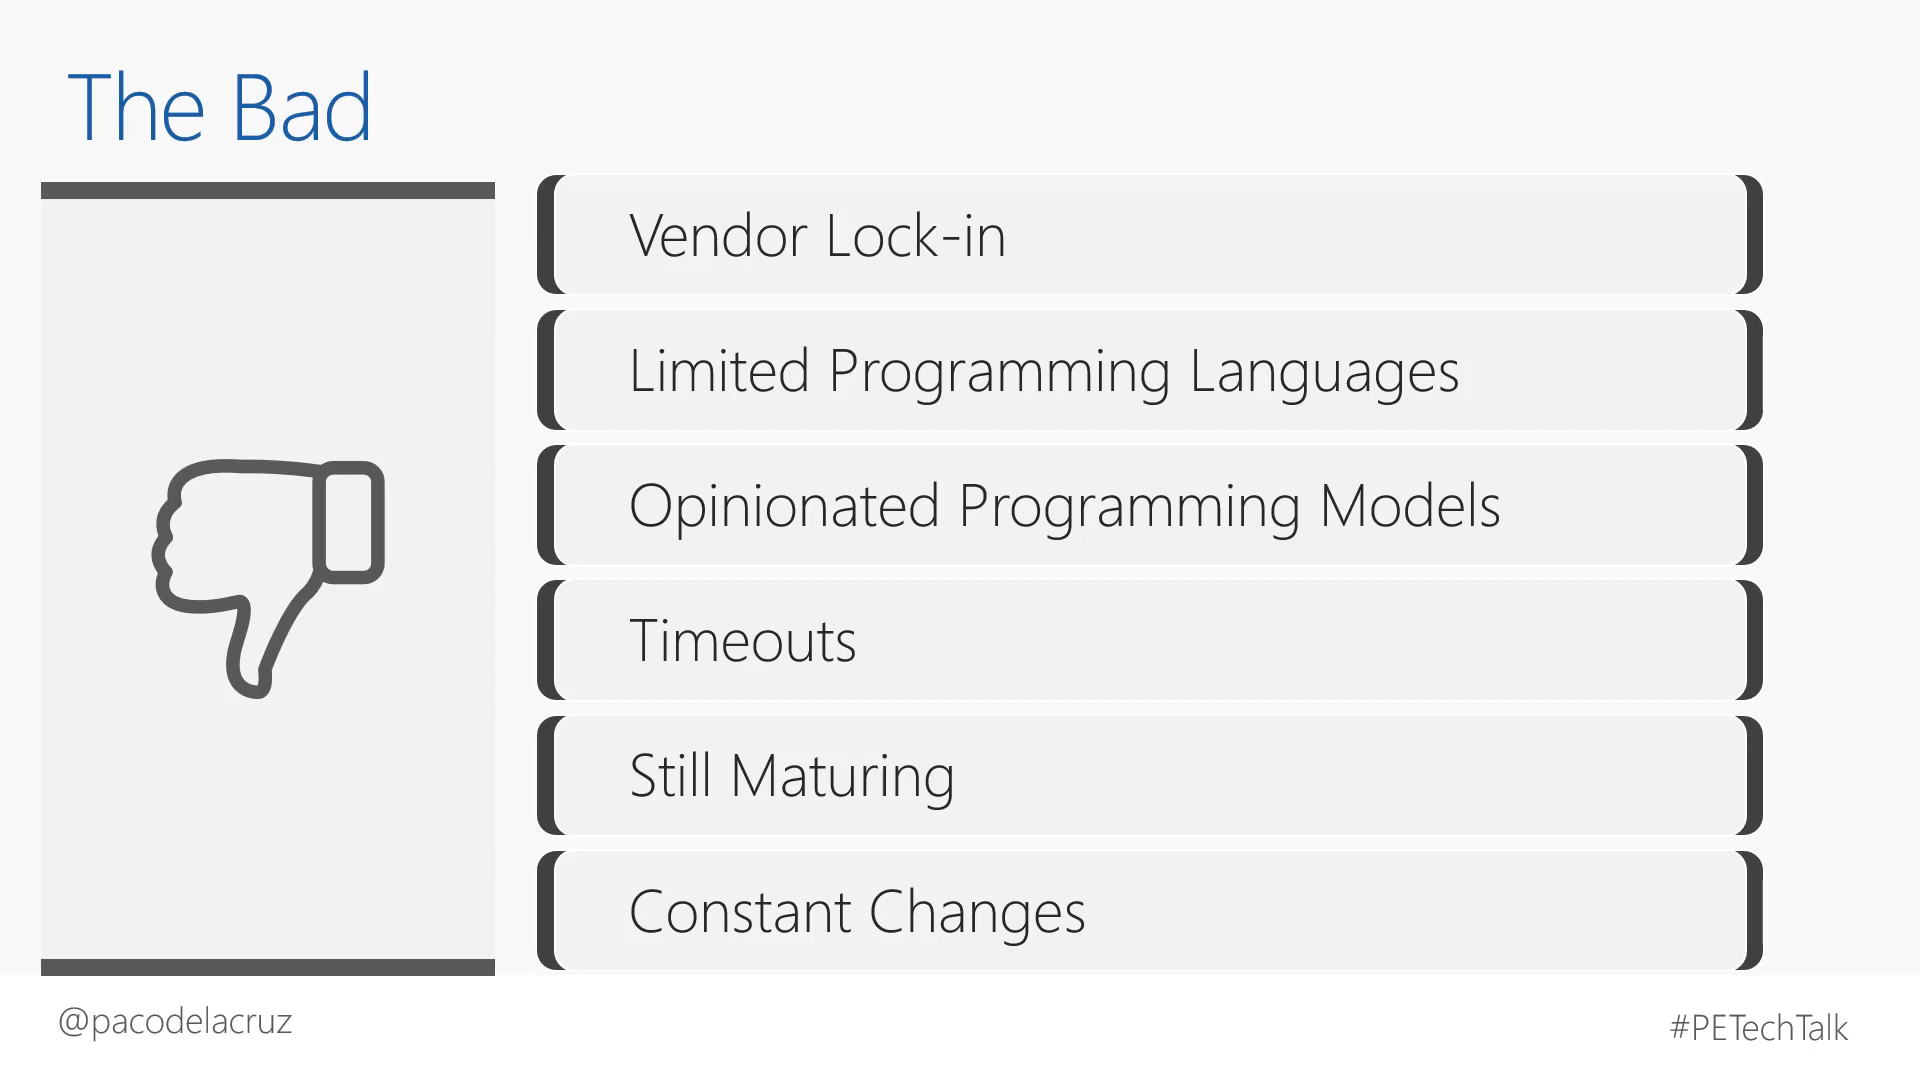 The Bad
Vendor Lock-in
Limited Programming Languages
Opinionated Programming Models
Timeouts
Still Maturing
Constant Changes
@pacodelacruz
#PETechTalk